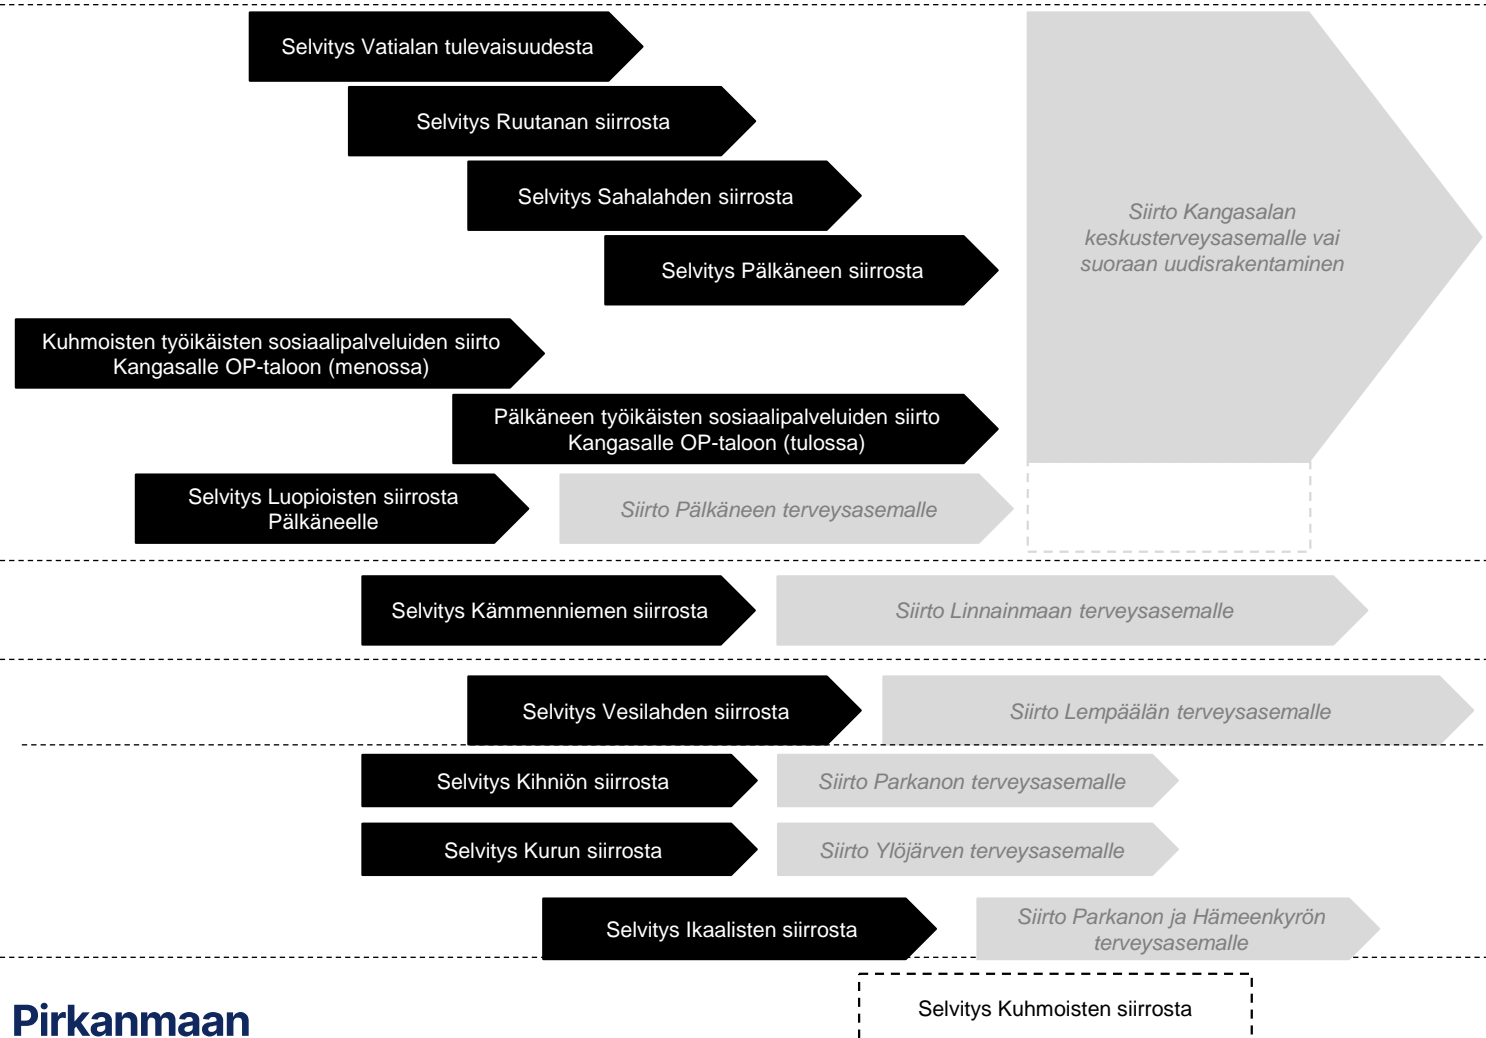 Selvitys Vatialan tulevaisuudesta
Selvitys Ruutanan siirrosta
Selvitys Sahalahden siirrosta
Selvitys Pälkäneen siirrosta
Siirto Kangasalan
keskusterveysasemalle vai
suoraan uudisrakentaminen
Kuhmoisten työikäisten sosiaalipalveluiden siirto
Kangasalle OP-taloon (menossa)
Pälkäneen työikäisten sosiaalipalveluiden siirto
Kangasalle OP-taloon (tulossa)
Selvitys Luopioisten siirrosta
Pälkäneelle
Siirto Pälkäneen terveysasemalle
Selvitys Kämmenniemen siirrosta
Siirto Linnainmaan terveysasemalle
Selvitys Vesilahden siirrosta
Siirto Lempäälän terveysasemalle
Selvitys Kihniön siirrosta
Siirto Parkanon terveysasemalle
Selvitys Kurun siirrosta
Siirto Ylöjärven terveysasemalle
Selvitys Ikaalisten siirrosta
Siirto Parkanon ja Hämeenkyrön
terveysasemalle
Selvitys Kuhmoisten siirrosta
Pirkanmaan